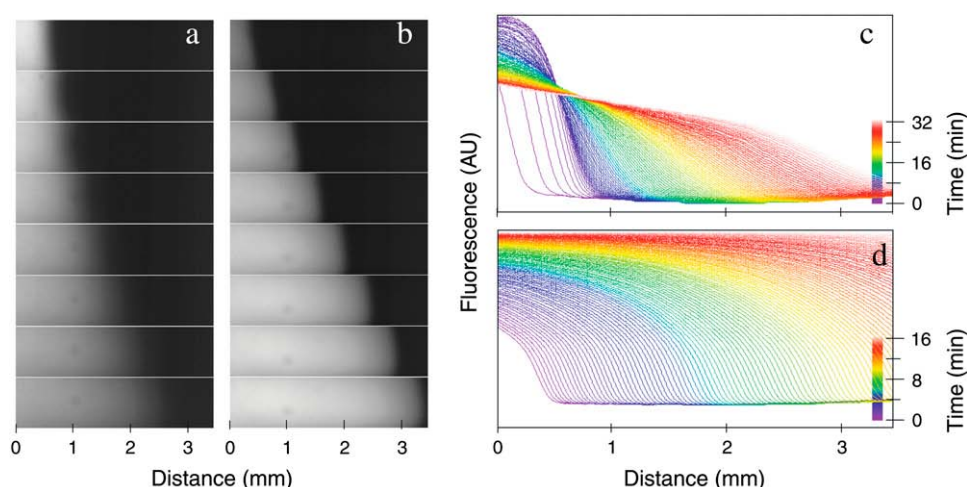 a
b
0 1 2 3
0 1 2 3
Distance (mm)
Distance (mm)
c
Fluorescence (AU)
32
16
0
Time (min)
d
16
8
4
0
Time (min)
0 1 2 3
Distance (mm)